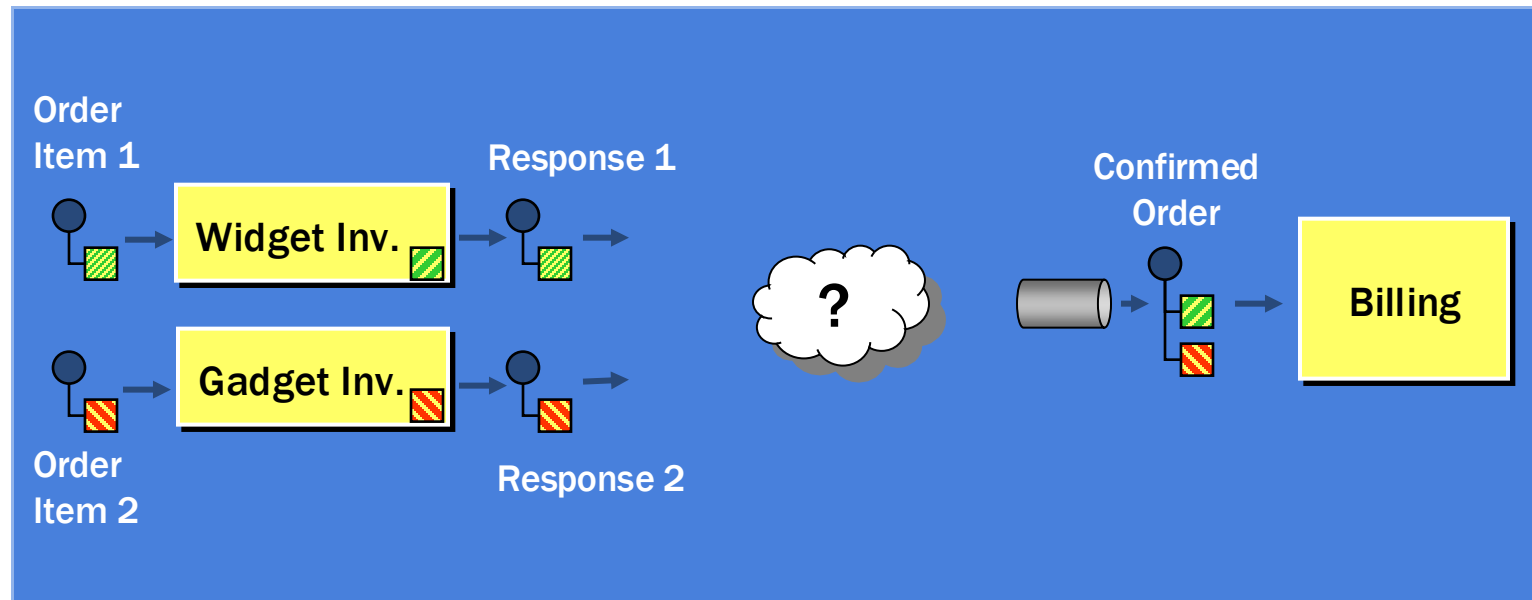 Order
Item 1
Widget Inv.
Response 1
Gadget Inv.
Order
Item 2
Response 2
?
Confirmed
Order
Billing